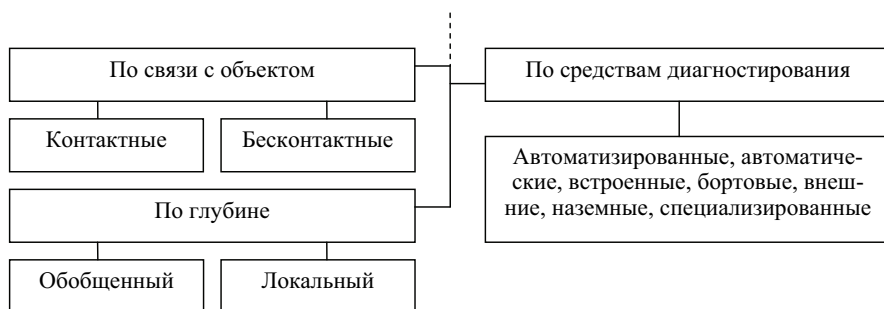 По связи с объектом
По средствам диагностирования
Контактные
Бесконтактные
Автоматизированные, автоматиче-
ские, встроенные, бортовые, внеш-
ние, наземные, специализированные
По глубине
Обобщенный
Локальный